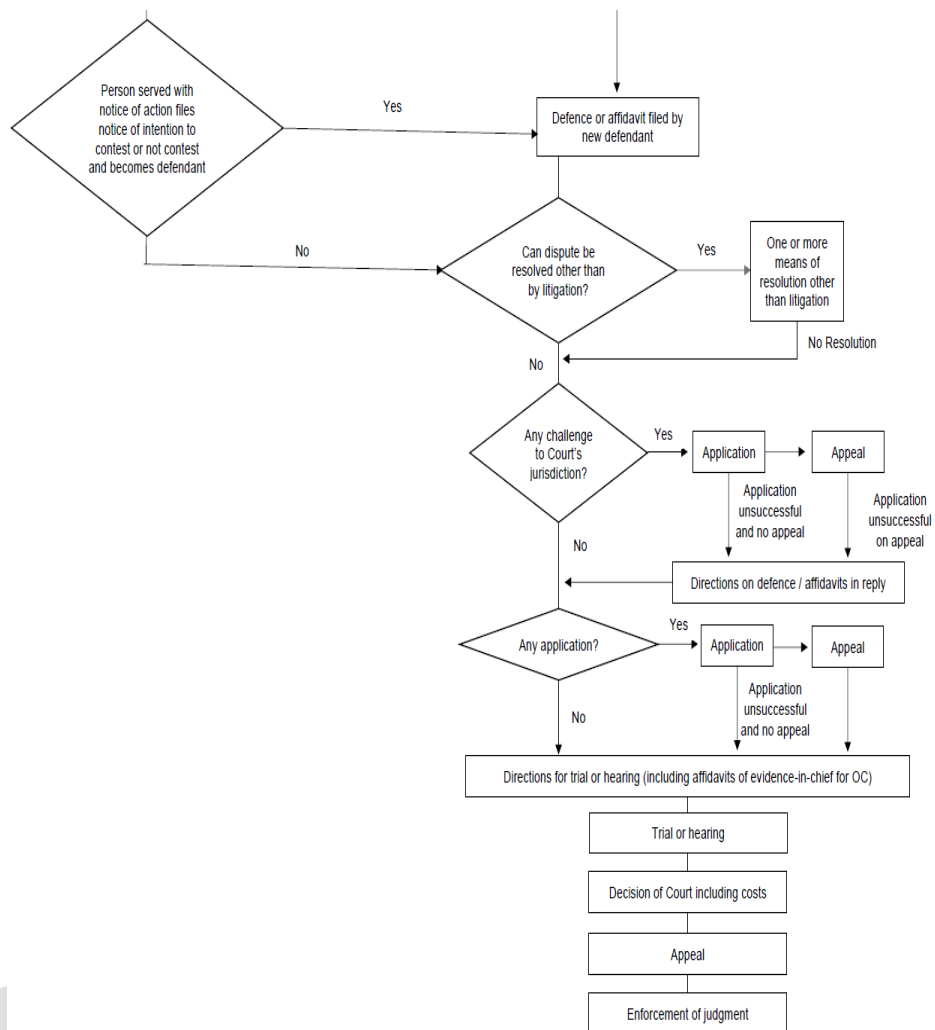 Person served with
notice of action files
notice of intention to
contest or not contest
and becomes defendant
Yes
Defence or affidavit filed by
new defendant
No
Can dispute be
resolved other than
by litigation?
Yes
One or more
means of
resolution other
than litigation
No Resolution
No
Any challenge
to Court's
jurisdiction?
Yes
Application
Appeal
Application
unsuccessful
and no appeal
Application
unsuccessful
on appeal
No
Directions on defence / affidavits in reply
Any application?
Yes
Application
Appeal
Application
unsuccessful
and no appeal
No
Directions for trial or hearing (including affidavits of evidence-in-chief for OC)
Trial or hearing
Decision of Court including costs
Appeal
Enforcement of judgment